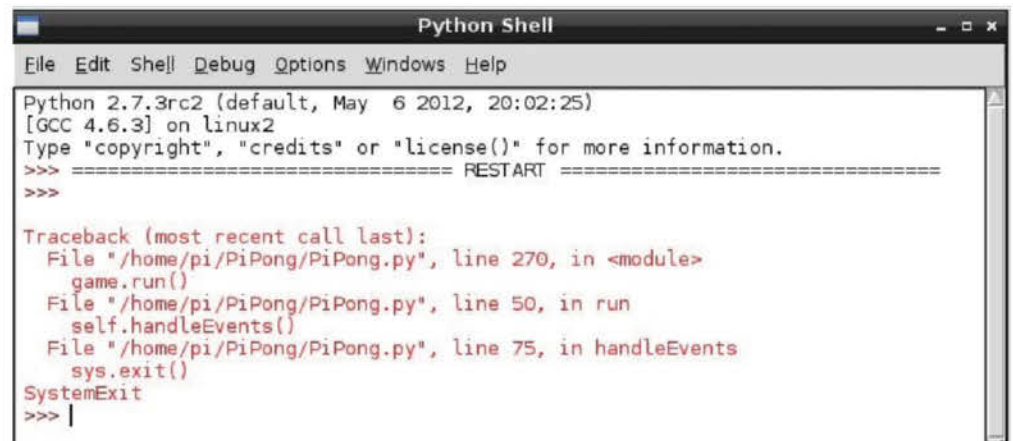 Python Shell
File Edit Shell Debug Options Windows Help
Python 2.7.3rc2 (default, May  6 2012, 20:02:25)
[GCC 4.6.3] on linux2
Type "copyright", "credits" or "license()" for more information.
>>> ================================ RESTART ================================
>>>
Traceback (most recent call last):
  File "/home/pi/PiPong/PiPong.py", line 270, in <module>
    game.run()
  File "/home/pi/PiPong/PiPong.py", line 50, in run
    self.handleEvents()
  File "/home/pi/PiPong/PiPong.py", line 75, in handleEvents
    sys.exit()
SystemExit
>>>